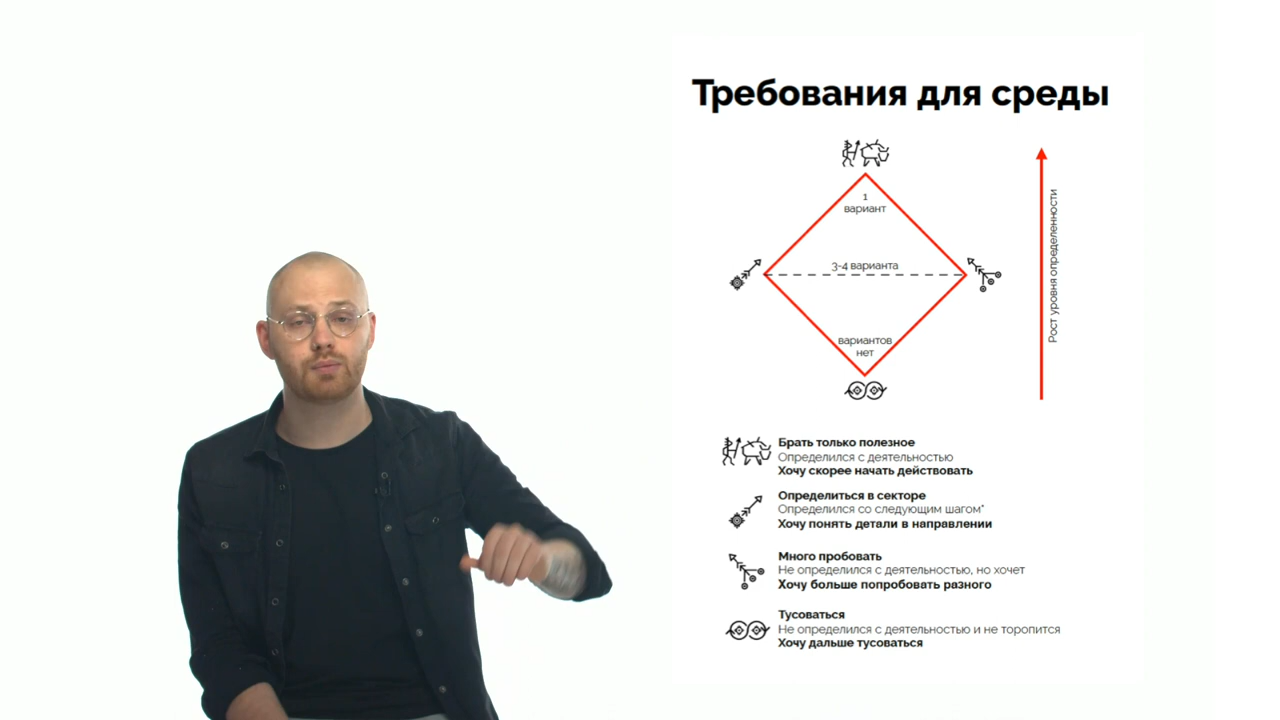 Требования для среды
1
вариант
3-4 варианта
вариантов
нет
Рост уровня определенности
Брать только полезное
Определился с деятельностью
Хочу скорее начать действовать
Определиться в секторе
Определился со следующим шагом*
Хочу понять детали в направлении
Много пробовать
Не определился с деятельностью, но хочет
Хочу больше попробовать разного
Тусоваться
Не определился с деятельностью и не торопится
Хочу дальше тусоваться